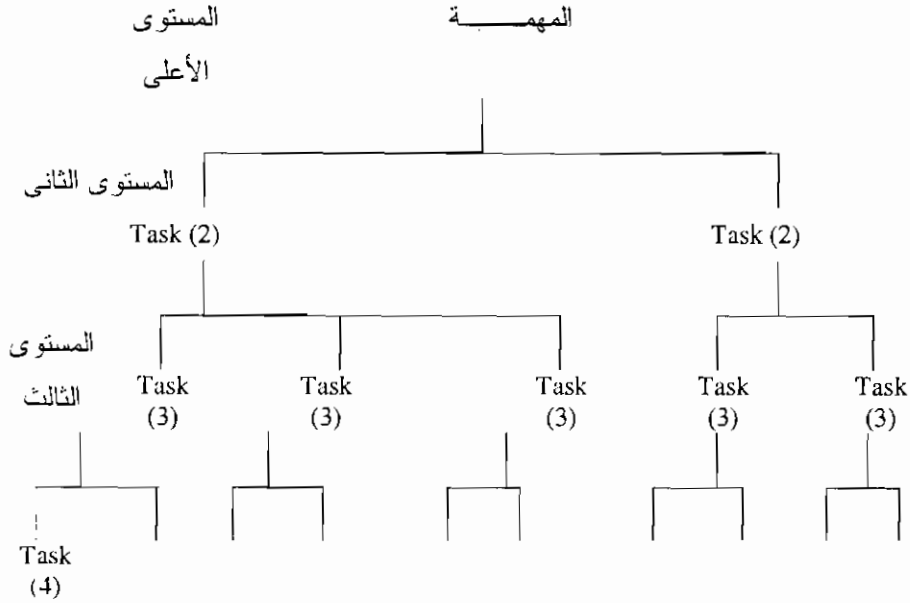 المستوى المهمـــــة
الأعلى
المستوى الثانى
Task (2) Task (2)
المستوى
الثالث
Task Task Task Task Task
(3) (3) (3) (3) (3)
Task
(4)